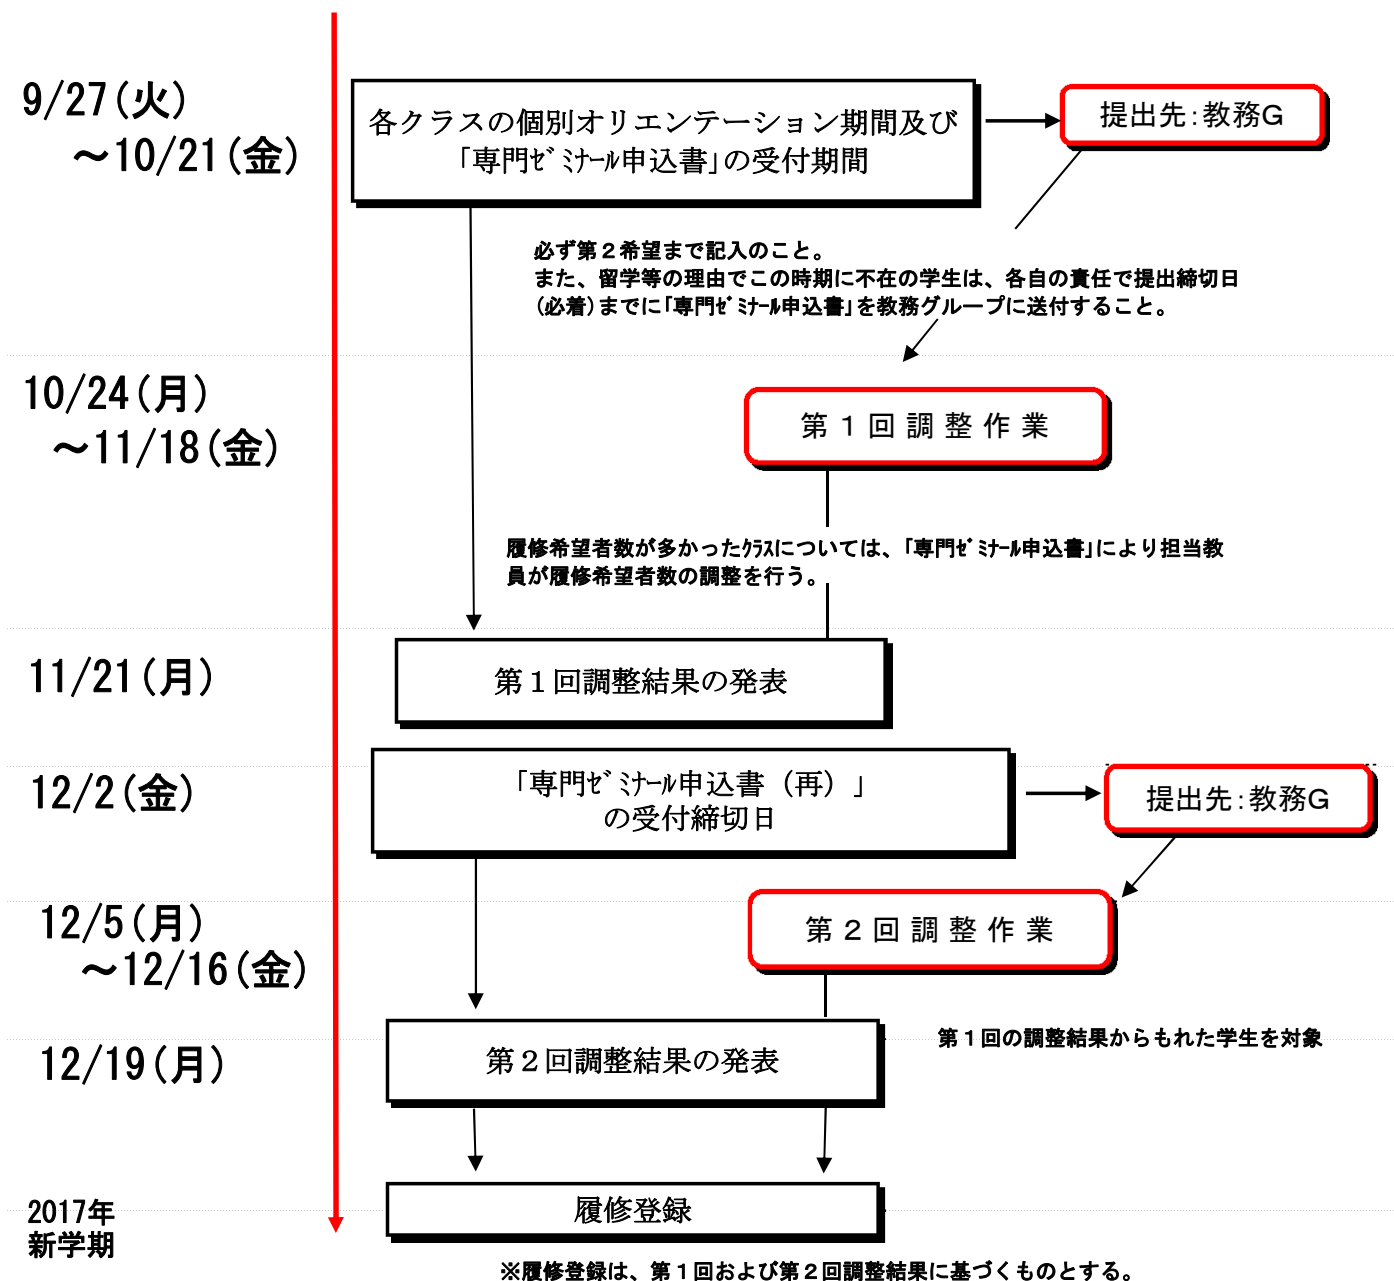 9/27(火)
～10/21(金)
各クラスの個別オリエンテーション期間及び
「専門ｾﾞﾐﾅｰﾙ申込書」の受付期間
提出先：教務G
必ず第２希望まで記入のこと。
また、留学等の理由でこの時期に不在の学生は、各自の責任で提出締切日
(必着)までに「専門ｾﾞﾐﾅｰﾙ申込書」を教務グループに送付すること。
10/24(月)
～11/18(金)
第１回調整作業
履修希望者数が多かったｸﾗｽについては、「専門ｾﾞﾐﾅｰﾙ申込書」により担当教
員が履修希望者数の調整を行う。
11/21(月)
第１回調整結果の発表
12/2(金)
「専門ｾﾞﾐﾅｰﾙ申込書（再）」
の受付締切日
提出先：教務G
12/5(月)
～12/16(金)
第２回調整作業
第１回の調整結果からもれた学生を対象
12/19(月)
第２回調整結果の発表
2017年
新学期
履修登録
※履修登録は、第１回および第２回調整結果に基づくものとする。